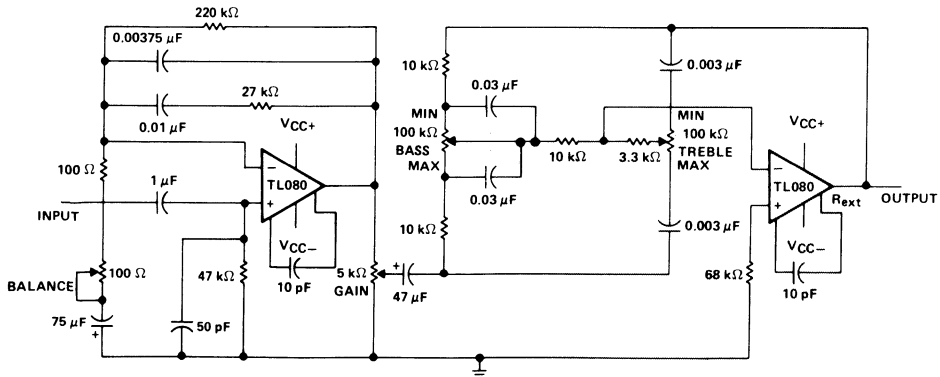 220 kΩ
0.00375 μF
27 kΩ
0.01 μF
VCC+
100 Ω
1 μF
INPUT
−
+
TL080
VCC−
10 pF
100 Ω
BALANCE
75 μF
+
47 kΩ
50 pF
5 kΩ
GAIN
+
47 μF
10 kΩ
0.03 μF
MIN
100 kΩ
BASS
MAX
0.03 μF
10 kΩ
10 kΩ
3.3 kΩ
0.003 μF
MIN
100 kΩ
TREBLE
MAX
0.003 μF
VCC+
−
+
TL080
Rext
OUTPUT
VCC−
68 kΩ
10 pF